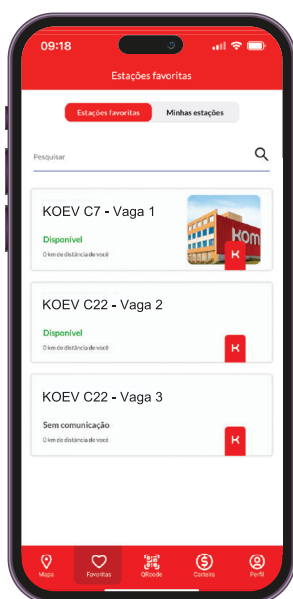 09:18
Estações favoritas
Estações favoritas Minhas estações
Pesquisar
KOEV C7 - Vaga 1
Disponível
0 km de distância de você
KOM
K
KOEV C22 - Vaga 2
Disponível
0 km de distância de você
K
KOEV C22 - Vaga 3
Sem comunicação
0 km de distância de você
K
Mapa Favoritas QRcode Carteira Perfil